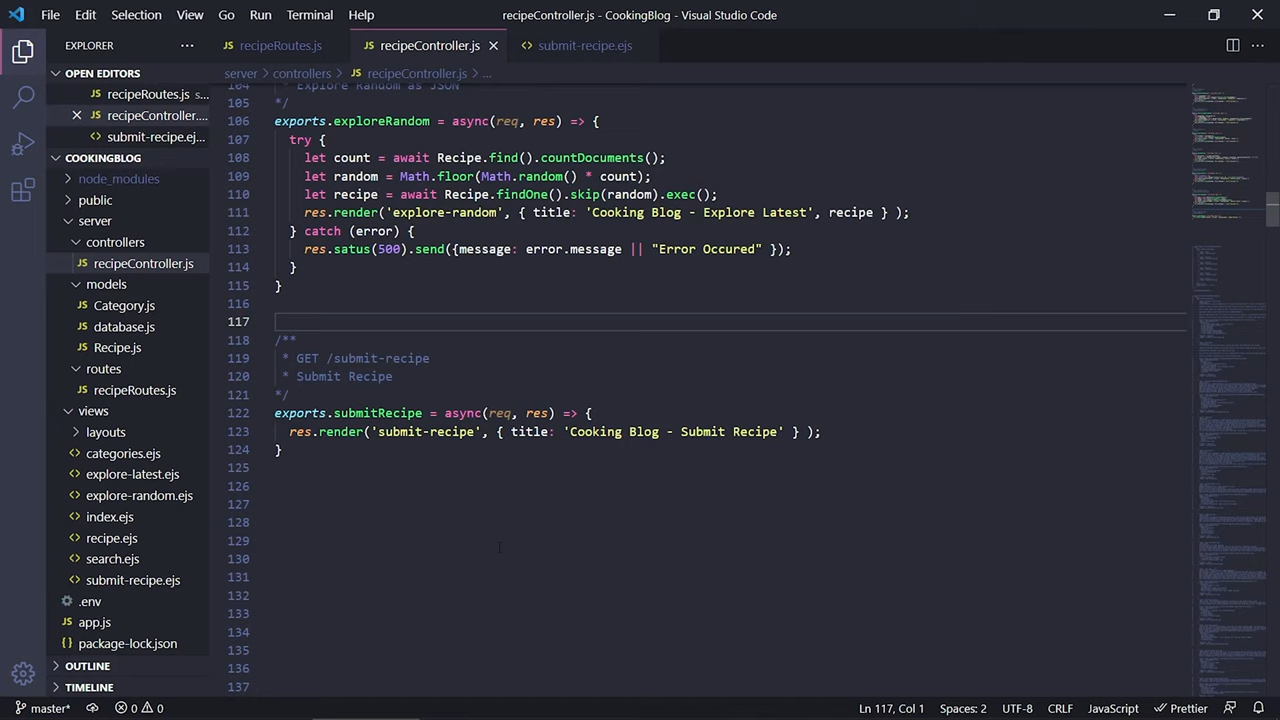 File Edit Selection View Go Run Terminal Help
recipeController.js - CookingBlog - Visual Studio Code
EXPLORER
OPEN EDITORS
recipeRoutes.js s...
recipeController....
submit-recipe.ej...
COOKINGBLOG
node_modules
public
server
controllers
recipeController.js
models
Category.js
database.js
Recipe.js
routes
recipeRoutes.js
views
layouts
categories.ejs
explore-latest.ejs
explore-random.ejs
index.ejs
recipe.ejs
search.ejs
submit-recipe.ejs
.env
app.js
package-lock.json
OUTLINE
TIMELINE
recipeRoutes.js recipeController.js submit-recipe.ejs
server > controllers > recipeController.js > ...
104 * Explore Random as JSON
105 */
106 exports.exploreRandom = async(req, res) => {
107 try {
108 let count = await Recipe.find().countDocuments();
109 let random = Math.floor(Math.random() * count);
110 let recipe = await Recipe. .skip(random).exec();
111 res.render('explore-random', { title: 'Cooking Blog - Explore Latest', recipe } );
112 } catch (error) {
113 res.satus(500).send({message: error.message || "Error Occured" });
114 }
115 }
116
117
118 /**
119 * GET /submit-recipe
120 * Submit Recipe
121 */
122 exports.submitRecipe = async(req, res) => {
123 res.render('submit-recipe', 'Cooking Blog - Submit Recipe' } );
124 }
125
126
127
128
129
130
131
132
133
134
135
136
137
master* 0 0 Ln 117, Col 1 Spaces: 2 UTF-8 CRLF JavaScript Prettier